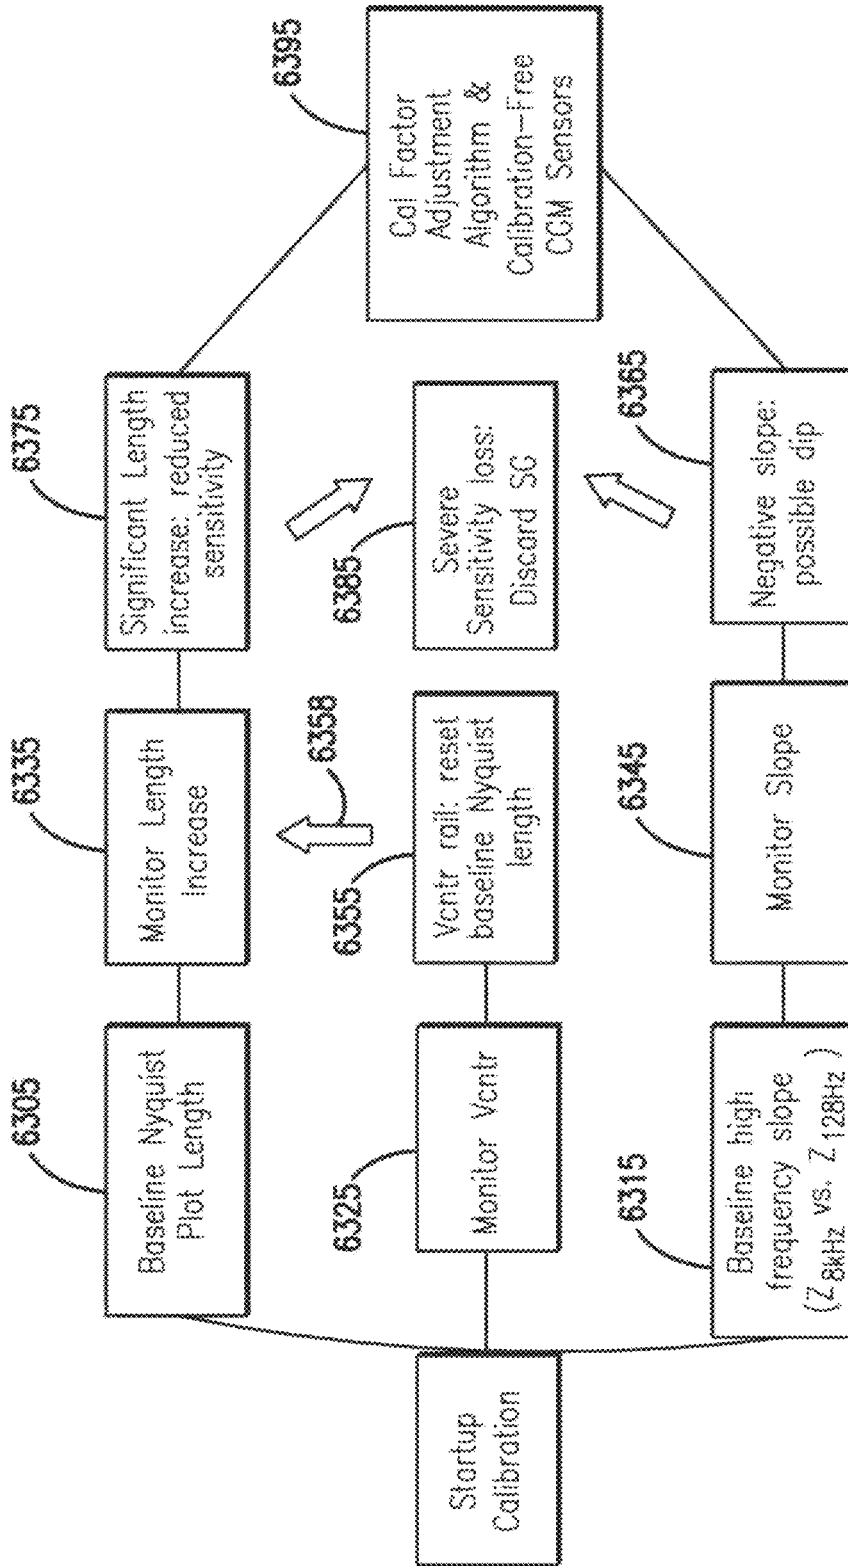 Startup
Calibration
6305
Baseline Nyquist
Plot Length
6335
Monitor Length
Increase
6375
Significant Length
increase: reduced
sensitivity
6325
Monitor Vcntr
6355
Vcntr rail: reset
baseline Nyquist
length
6358
6385
Severe
Sensitivity loss:
Discard SG
6395
Cal Factor
Adjustment
Algorithm &
Calibration-Free
CGM Sensors
6315
Baseline high
frequency slope
(Z8kHz vs. Z128Hz)
6345
Monitor Slope
6365
Negative slope:
possible dip